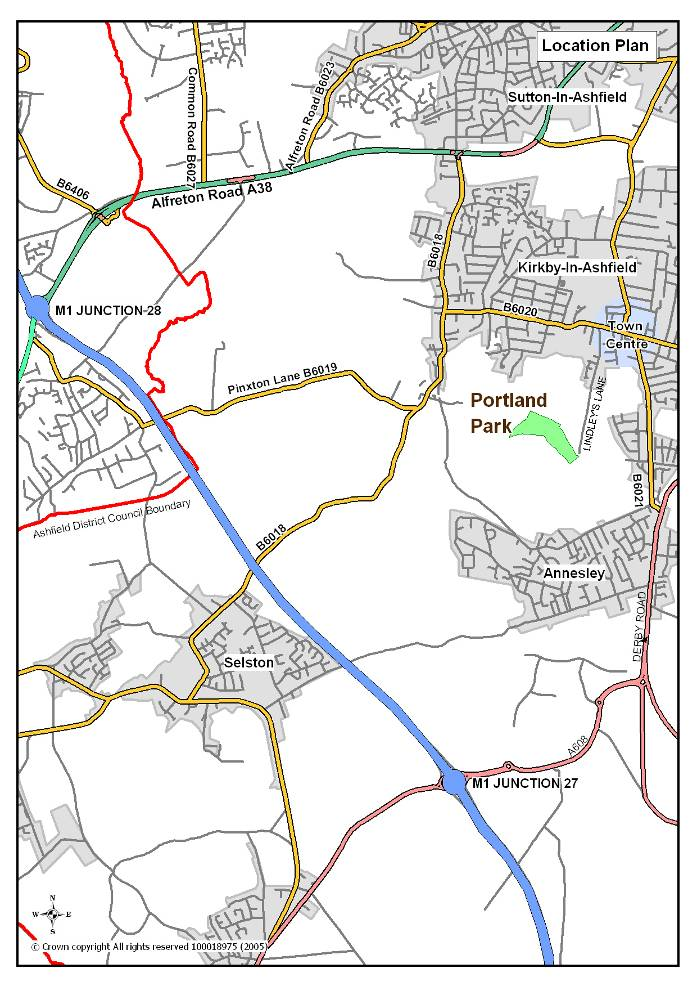 Location Plan
Sutton-In-Ashfield
Common Road B6027
Alfreton Road B6023
B6406
Alfreton Road A38
B6018
Kirkby-In-Ashfield
M1 JUNCTION 28
B6020
Town
Centre
Pinxton Lane B6019
Portland
Park
LINDLEY'S LANE
B6021
Ashfield District Council Boundary
B6018
Annesley
DERBY ROAD
Selston
A608
M1 JUNCTION 27
N
W E
S
© Crown copyright All rights reserved 100018975 (2005)